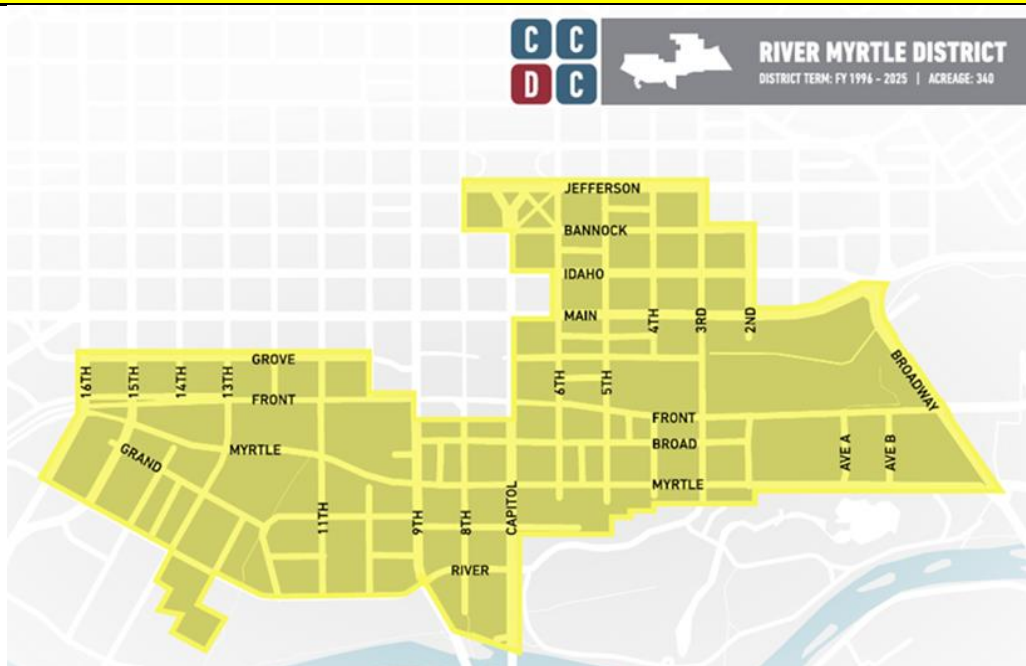 C C
D C
RIVER MYRTLE DISTRICT
DISTRICT TERM: FY 1996 - 2025 | ACREAGE: 340
JEFFERSON
BANNOCK
IDAHO
MAIN
4TH
3RD
2ND
GROVE
16TH
15TH
14TH
13TH
6TH
5TH
BROADWAY
FRONT
FRONT
BROAD
MYRTLE
GRAND
AVE A
AVE B
MYRTLE
11TH
9TH
8TH
CAPITOL
RIVER